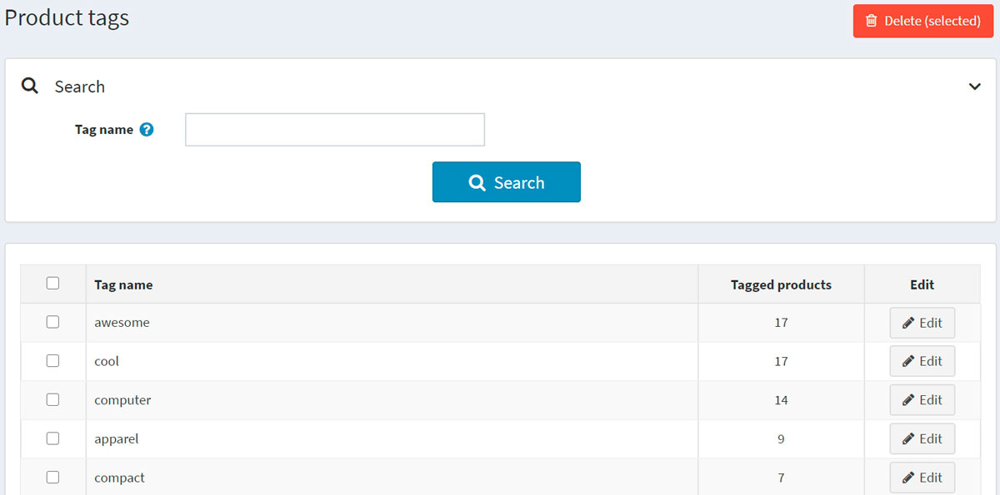 Product tags
Delete (selected)
Search
Tag name ?
Search
Tag name Tagged products Edit
awesome 17 Edit
cool 17 Edit
computer 14 Edit
apparel 9 Edit
compact 7 Edit